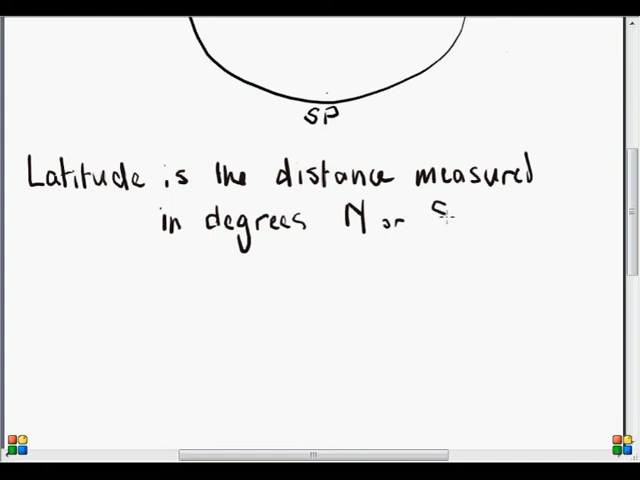 SP
Latitude is the distance measured
in degrees N or S